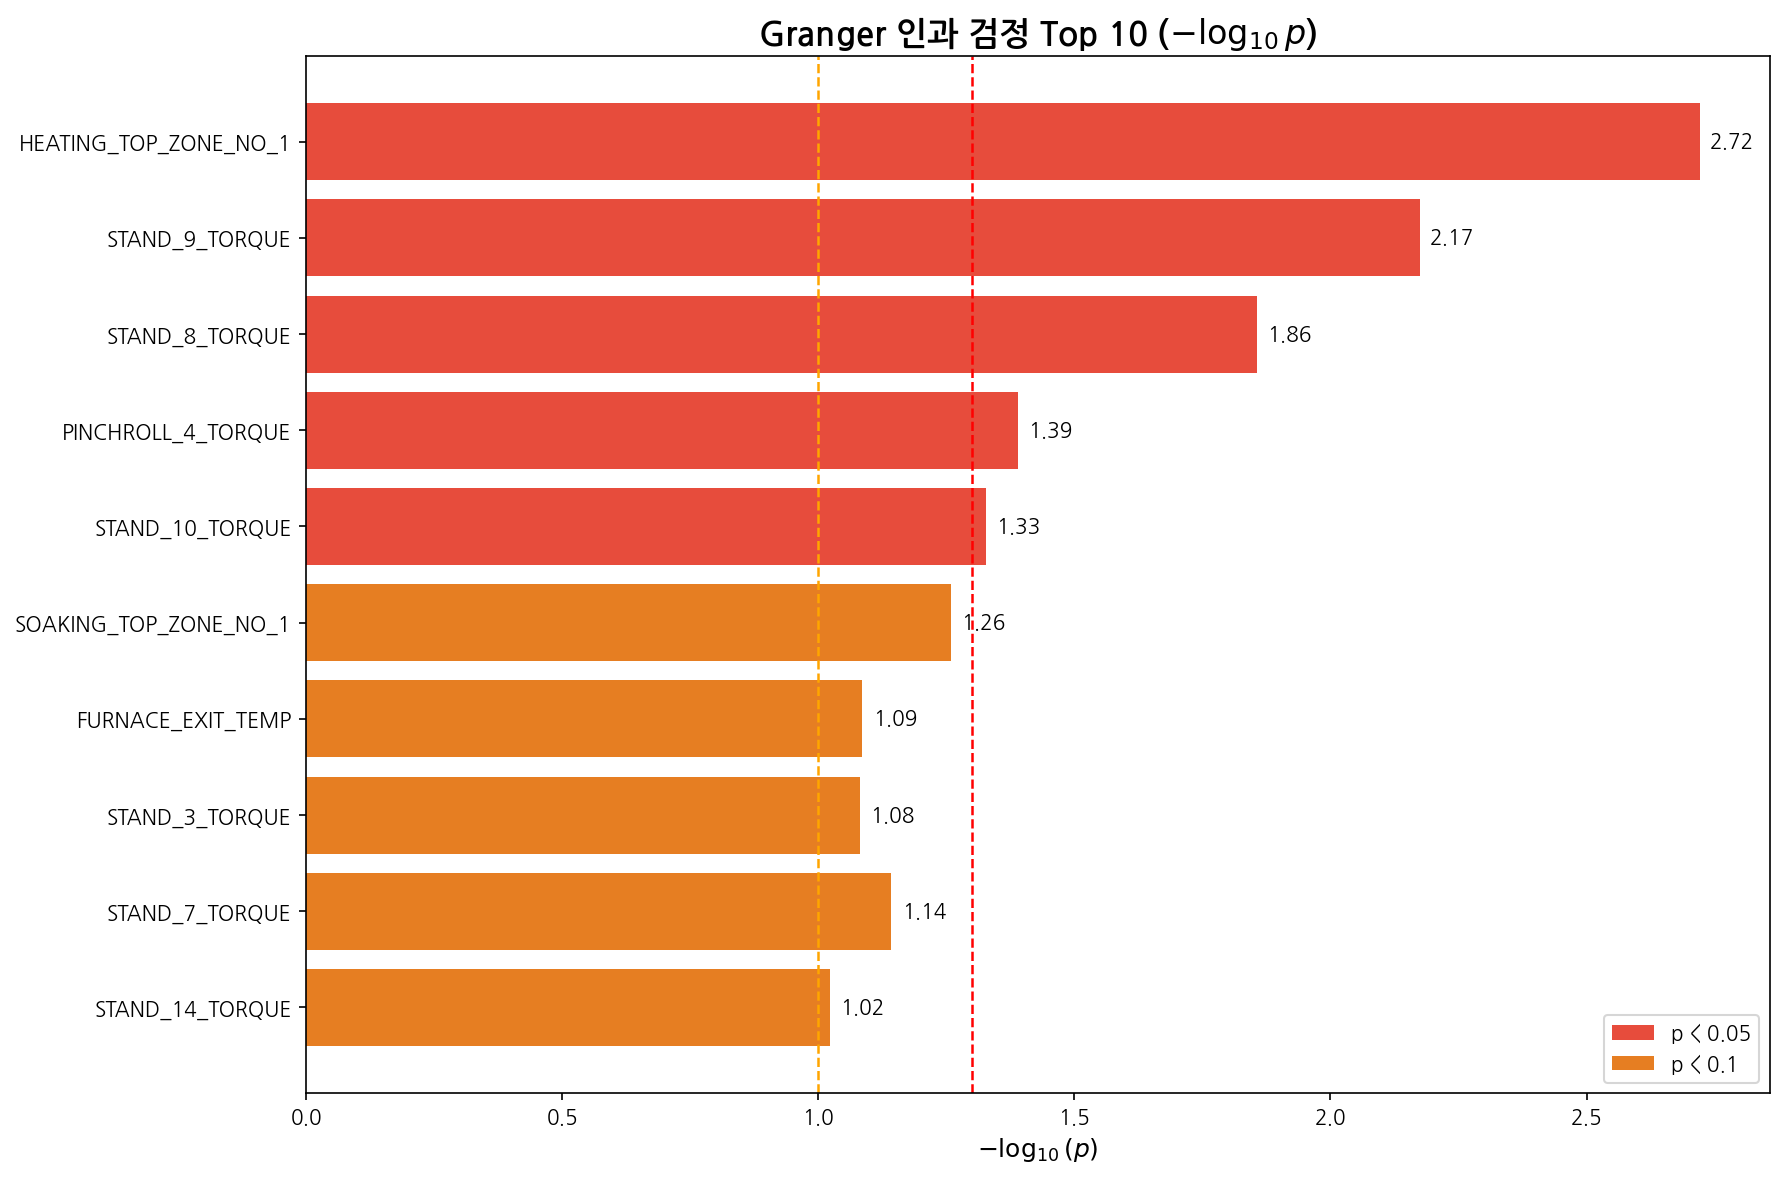 Granger 인과 검정 Top 10 (−log₁₀ p)
HEATING_TOP_ZONE_NO_1
2.72
STAND_9_TORQUE
2.17
STAND_8_TORQUE
1.86
PINCHROLL_4_TORQUE
1.39
STAND_10_TORQUE
1.33
SOAKING_TOP_ZONE_NO_1
1.26
FURNACE_EXIT_TEMP
1.09
STAND_3_TORQUE
1.08
STAND_7_TORQUE
1.14
STAND_14_TORQUE
1.02
p < 0.05
p < 0.1
0.0 0.5 1.0 1.5 2.0 2.5
−log₁₀ (p)